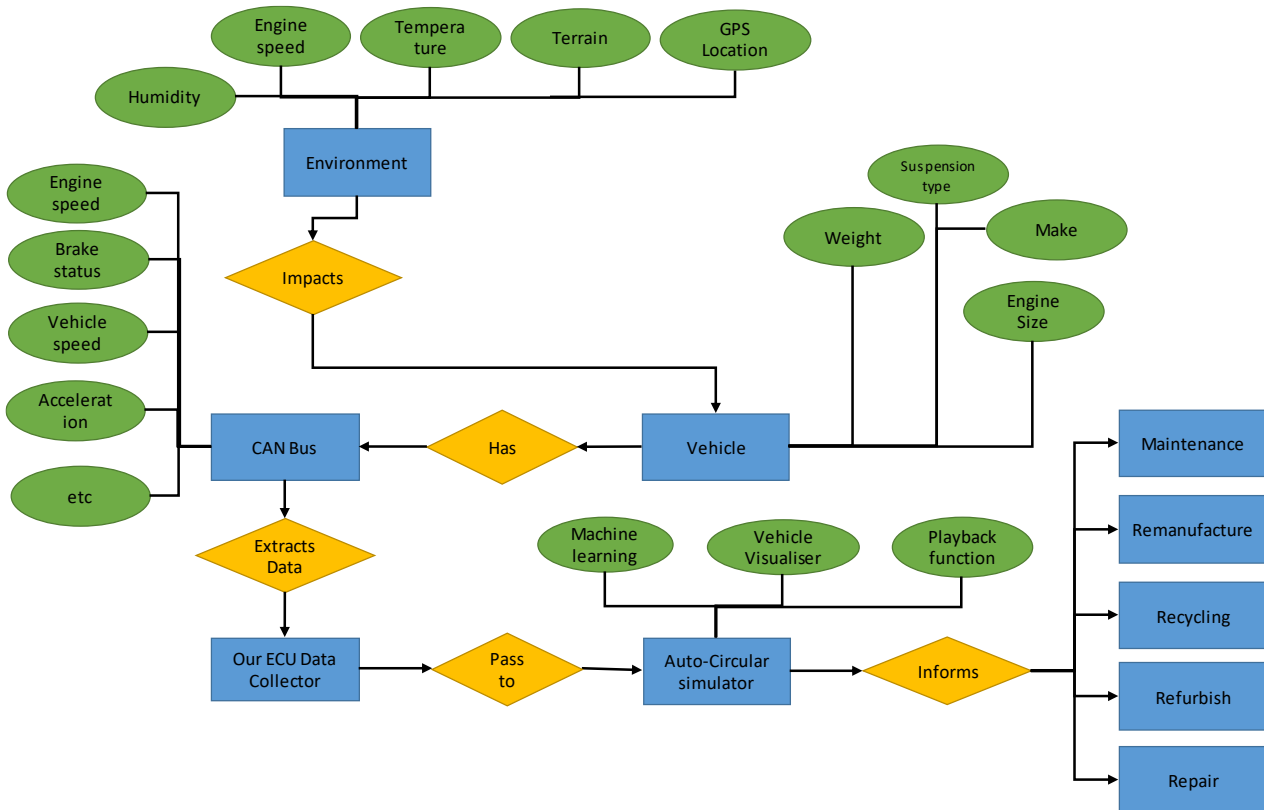 Engine
speed
Tempera
ture
Terrain
GPS
Location
Humidity
Environment
Suspension
type
Engine
speed
Weight
Make
Brake
status
Impacts
Engine
Size
Vehicle
speed
Accelerat
ion
CAN Bus
Has
Vehicle
Maintenance
etc
Extracts
Data
Machine
learning
Vehicle
Visualiser
Playback
function
Remanufacture
Recycling
Our ECU Data
Collector
Pass
to
Auto-Circular
simulator
Informs
Refurbish
Repair